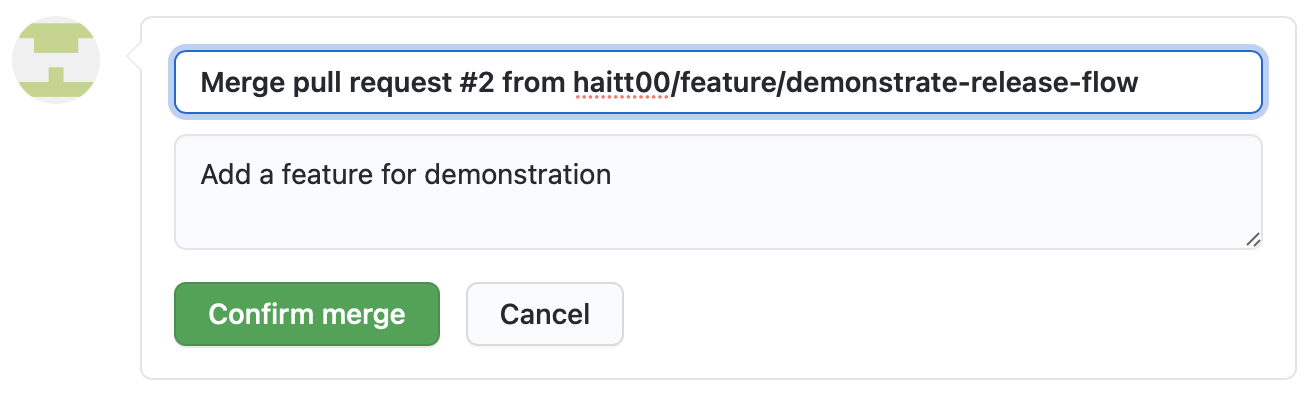 Merge pull request #2 from haitt00/feature/demonstrate-release-flow
Add a feature for demonstration
Confirm merge
Cancel